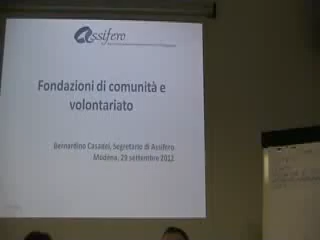 Assifero
Fondazioni di comunità e
volontariato
Bernardino Casadei, Segretario di Assifero
Modena, 29 settembre 2012